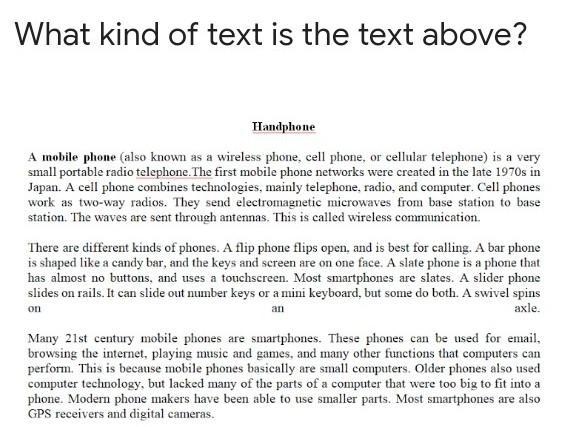 What kind of text is the text above?
Handphone
A mobile phone (also known as a wireless phone, cell phone, or cellular telephone) is a very
small portable radio telephone.The first mobile phone networks were created in the late 1970s in
Japan. A cell phone combines technologies, mainly telephone, radio, and computer. Cell phones
work as two-way radios. They send electromagnetic microwaves from base station to base
station. The waves are sent through antennas. This is called wireless communication.
There are different kinds of phones. A flip phone flips open, and is best for calling. A bar phone
is shaped like a candy bar, and the keys and screen are on one face. A slate phone is a phone that
has almost no buttons, and uses a touchscreen. Most smartphones are slates. A slider phone
slides on rails. It can slide out number keys or a mini keyboard, but some do both. A swivel spins
on an axle.
Many 21st century mobile phones are smartphones. These phones can be used for email,
browsing the internet, playing music and games, and many other functions that computers can
perform. This is because mobile phones basically are small computers. Older phones also used
computer technology, but lacked many of the parts of a computer that were too big to fit into a
phone. Modern phone makers have been able to use smaller parts. Most smartphones are also
GPS receivers and digital cameras.